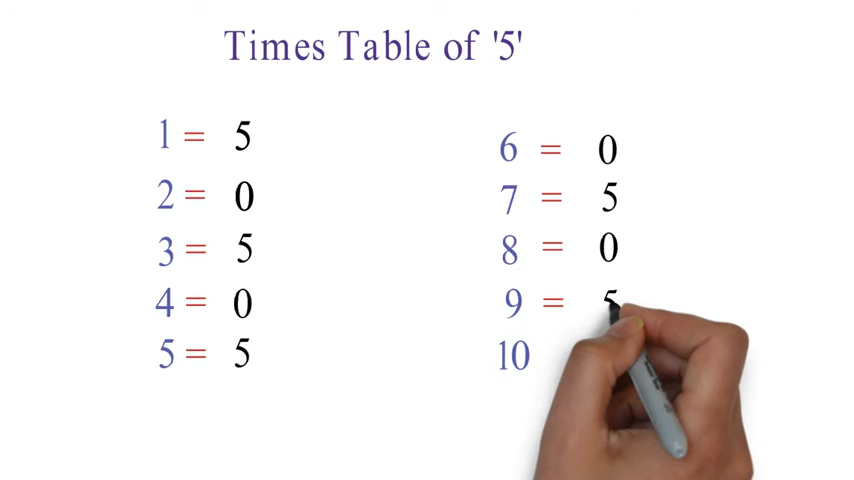 Times Table of '5'
1 = 5
2 = 0
3 = 5
4 = 0
5 = 5
6 = 0
7 = 5
8 = 0
9 = 5
10